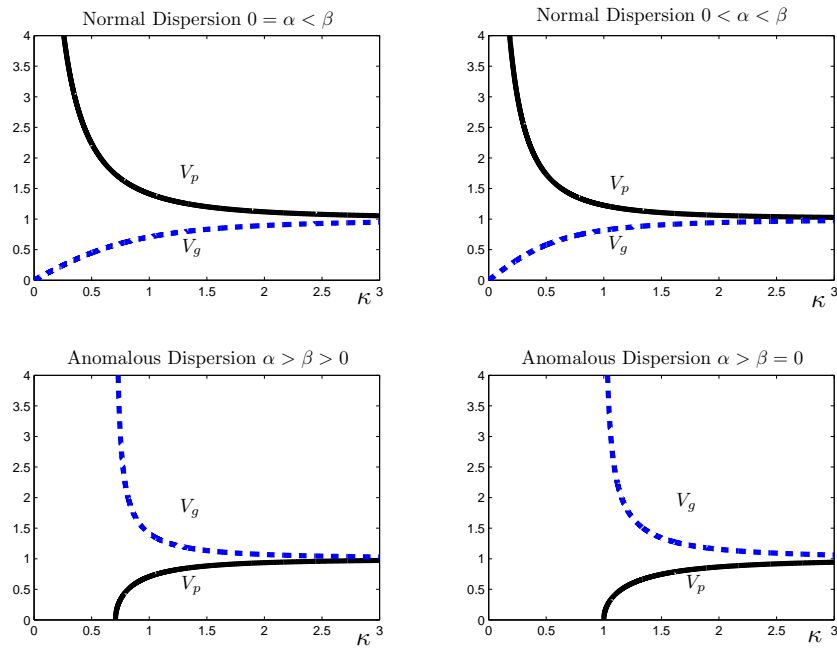 Normal Dispersion 0 = α < β
4
3.5
3
2.5
2
1.5
1
0.5
0
V_p
V_g
0 0.5 1 1.5 2 2.5 3
κ
Normal Dispersion 0 < α < β
4
3.5
3
2.5
2
1.5
1
0.5
0
V_p
V_g
0 0.5 1 1.5 2 2.5 3
κ
Anomalous Dispersion α > β > 0
4
3.5
3
2.5
2
1.5
1
0.5
0
V_g
V_p
0 0.5 1 1.5 2 2.5 3
κ
Anomalous Dispersion α > β = 0
4
3.5
3
2.5
2
1.5
1
0.5
0
V_g
V_p
0 0.5 1 1.5 2 2.5 3
κ